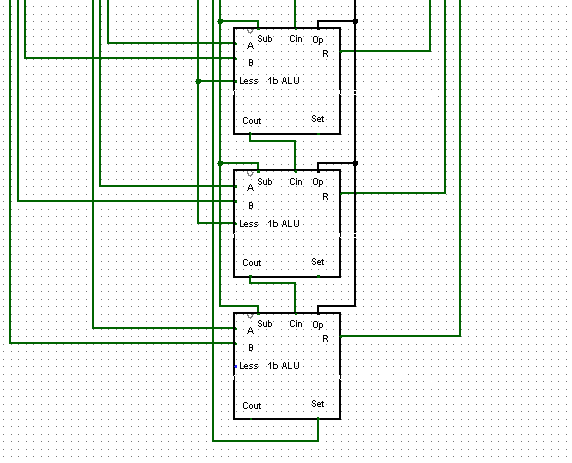 Sub Cin Op
A R
B
Less 1b ALU
Cout Set
Sub Cin Op
A R
B
Less 1b ALU
Cout Set
Sub Cin Op
A R
B
Less 1b ALU
Cout Set